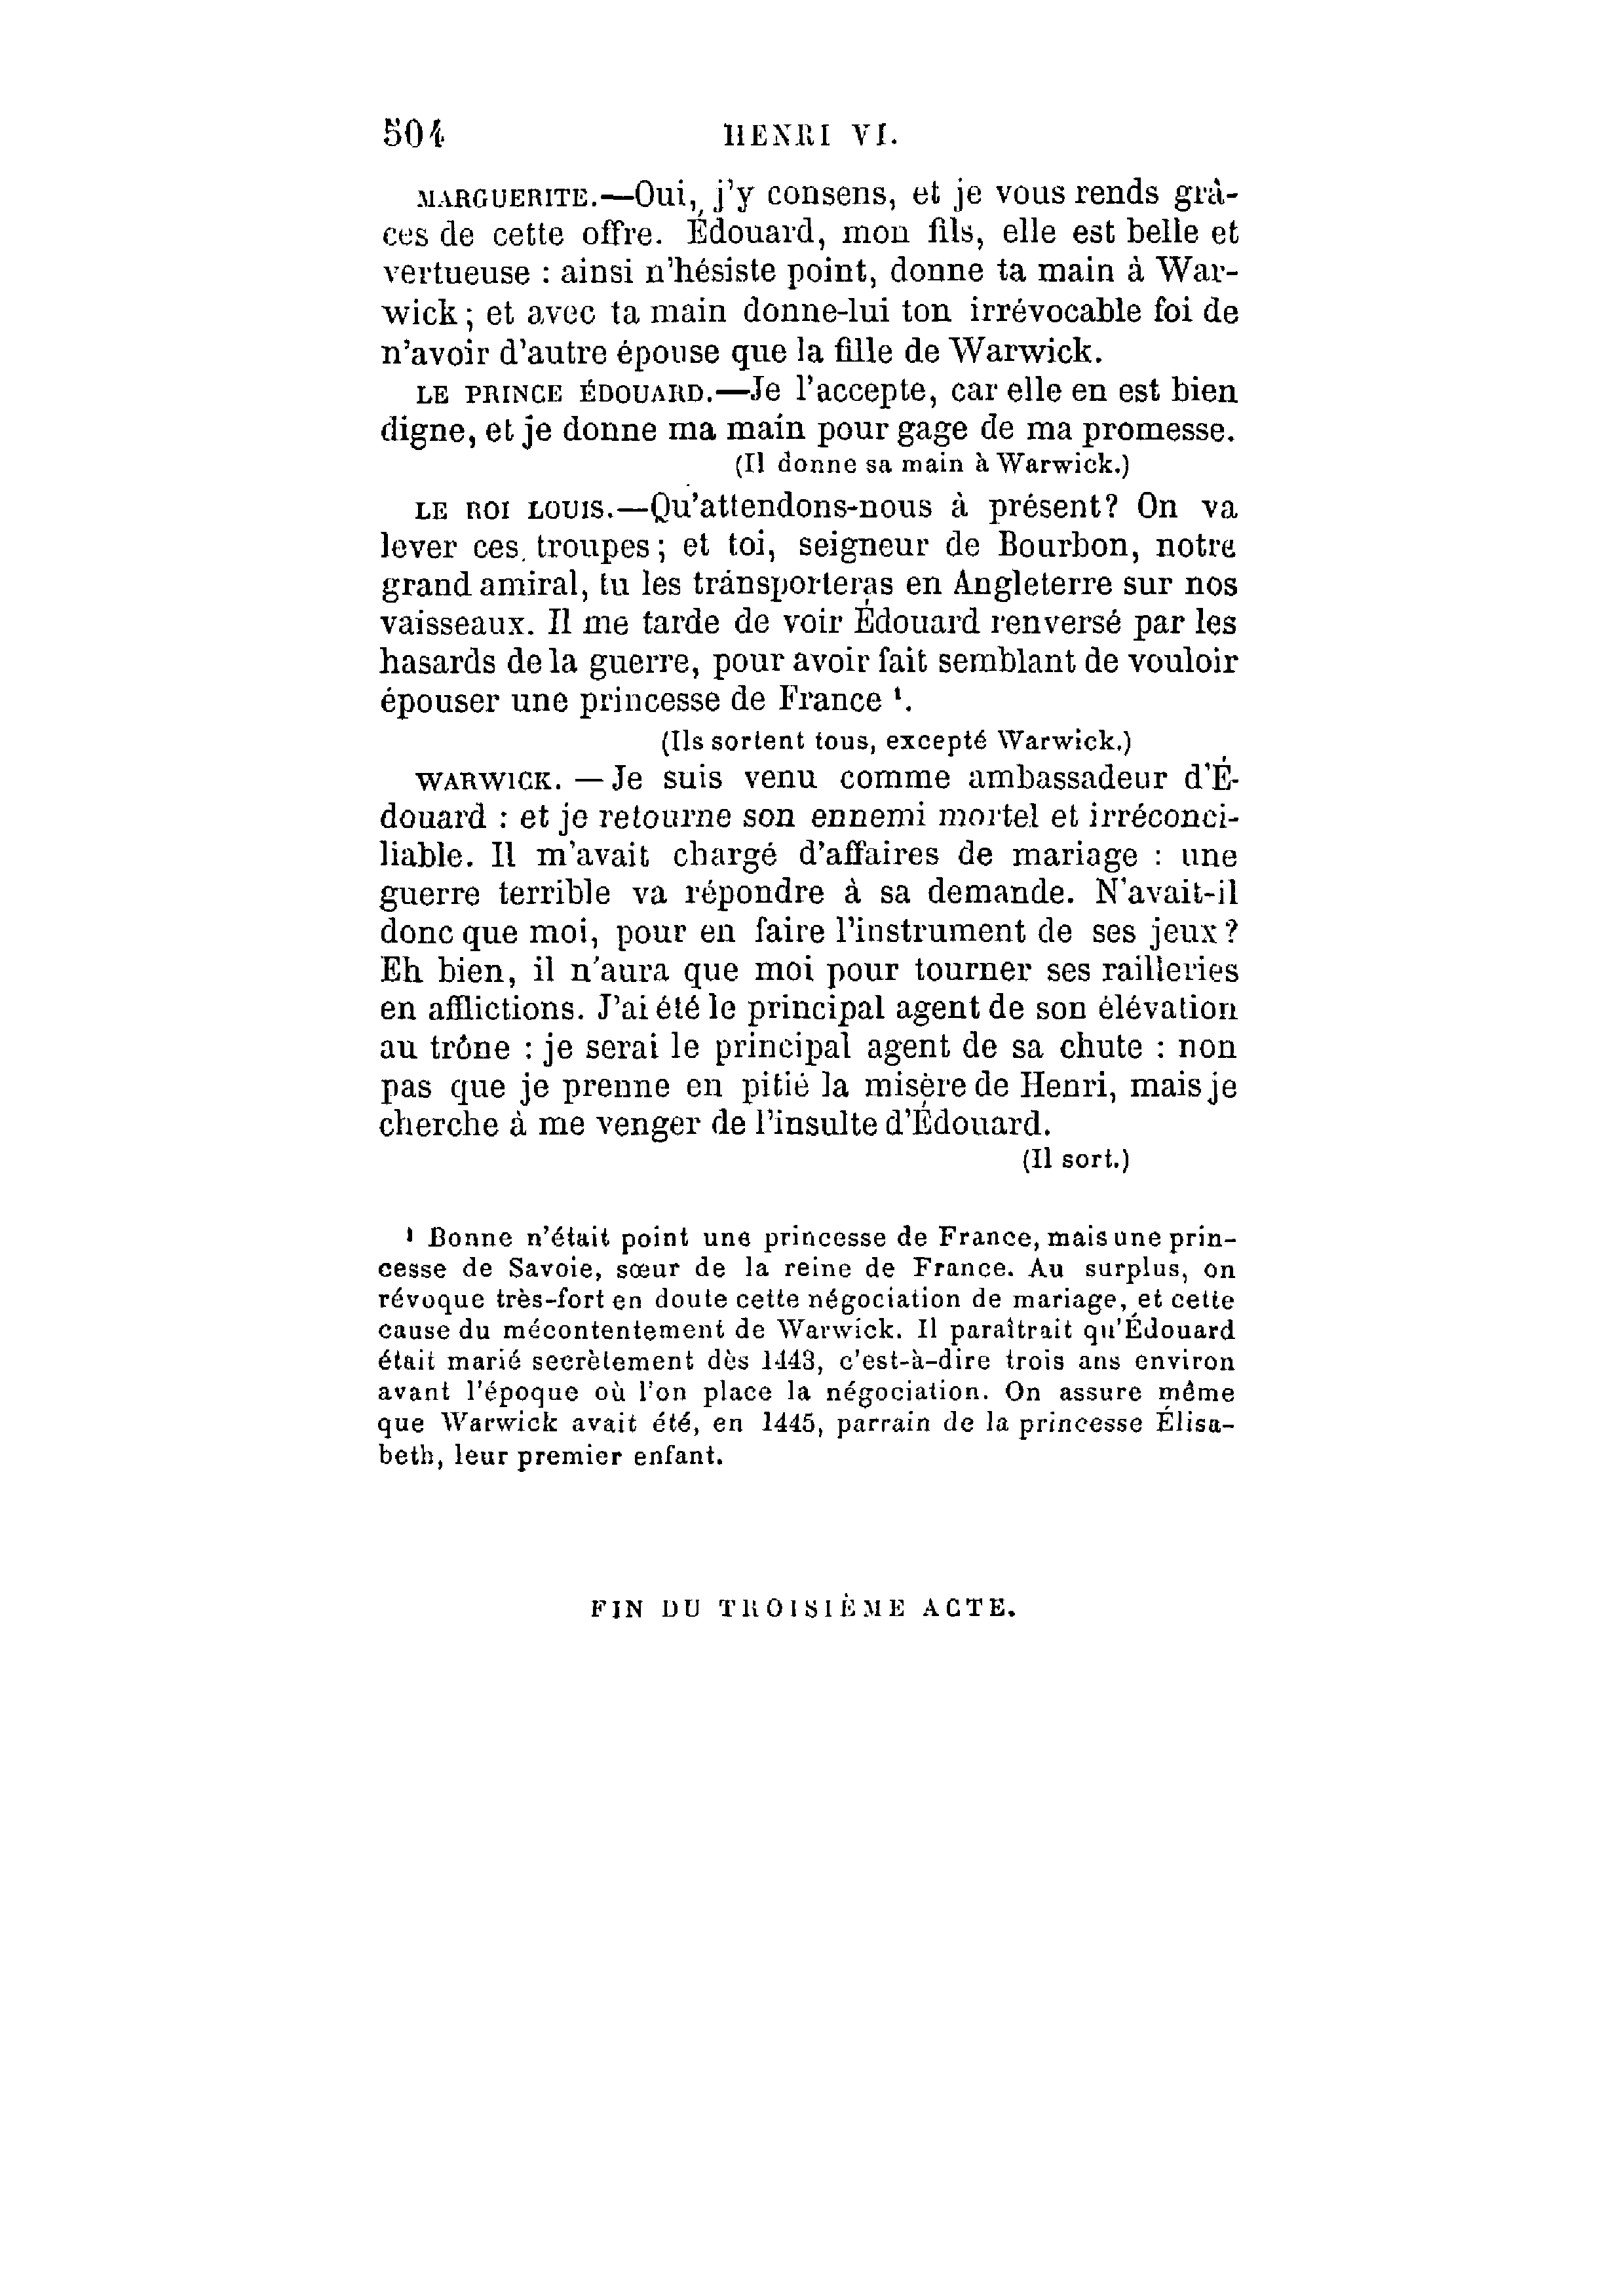 504 HENRI VI.
MARGUERITE.—Oui, j'y consens, et je vous rends grâ-
ces de cette offre. Édouard, mon fils, elle est belle et
vertueuse : ainsi n'hésiste point, donne ta main à War-
wick ; et avec ta main donne-lui ton irrévocable foi de
n'avoir d'autre épouse que la fille de Warwick.
LE PRINCE ÉDOUARD.—Je l'accepte, car elle en est bien
digne, et je donne ma main pour gage de ma promesse.
(Il donne sa main à Warwick.)
LE ROI LOUIS.—Qu'attendons-nous à présent? On va
lever ces troupes ; et toi, seigneur de Bourbon, notre
grand amiral, tu les transporteras en Angleterre sur nos
vaisseaux. Il me tarde de voir Édouard renversé par les
hasards de la guerre, pour avoir fait semblant de vouloir
épouser une princesse de France ¹.
(Ils sortent tous, excepté Warwick.)
WARWICK. — Je suis venu comme ambassadeur d'É-
douard : et je retourne son ennemi mortel et irréconci-
liable. Il m'avait chargé d'affaires de mariage : une
guerre terrible va répondre à sa demande. N'avait-il
donc que moi, pour en faire l'instrument de ses jeux ?
Eh bien, il n'aura que moi pour tourner ses railleries
en afflictions. J'ai été le principal agent de son élévation
au trône : je serai le principal agent de sa chute : non
pas que je prenne en pitié la misère de Henri, mais je
cherche à me venger de l'insulte d'Édouard.
(Il sort.)
¹ Bonne n'était point une princesse de France, mais une prin-
cesse de Savoie, sœur de la reine de France. Au surplus, on
révoque très-fort en doute cette négociation de mariage, et cette
cause du mécontentement de Warwick. Il paraîtrait qu'Édouard
était marié secrètement dès 1443, c'est-à-dire trois ans environ
avant l'époque où l'on place la négociation. On assure même
que Warwick avait été, en 1445, parrain de la princesse Élisa-
beth, leur premier enfant.
FIN DU TROISIÈME ACTE.